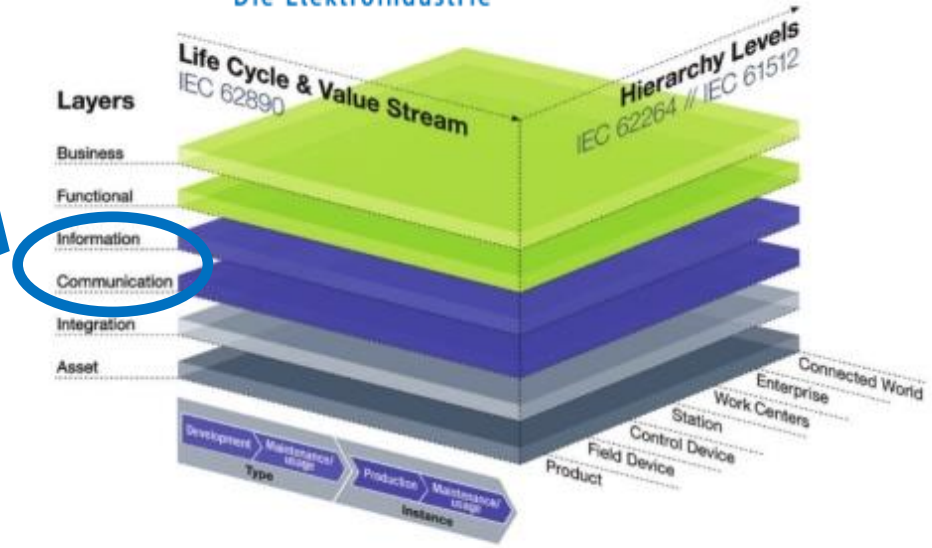 Die Elektroindustrie
Life Cycle & Value Stream
IEC 62890
Hierarchy Levels
IEC 62264 // IEC 61512
Layers
Business
Functional
Information
Communication
Integration
Asset
Development
Maintenance/
usage
Type
Production
Maintenance/
usage
Instance
Connected World
Enterprise
Work Centers
Station
Control Device
Field Device
Product